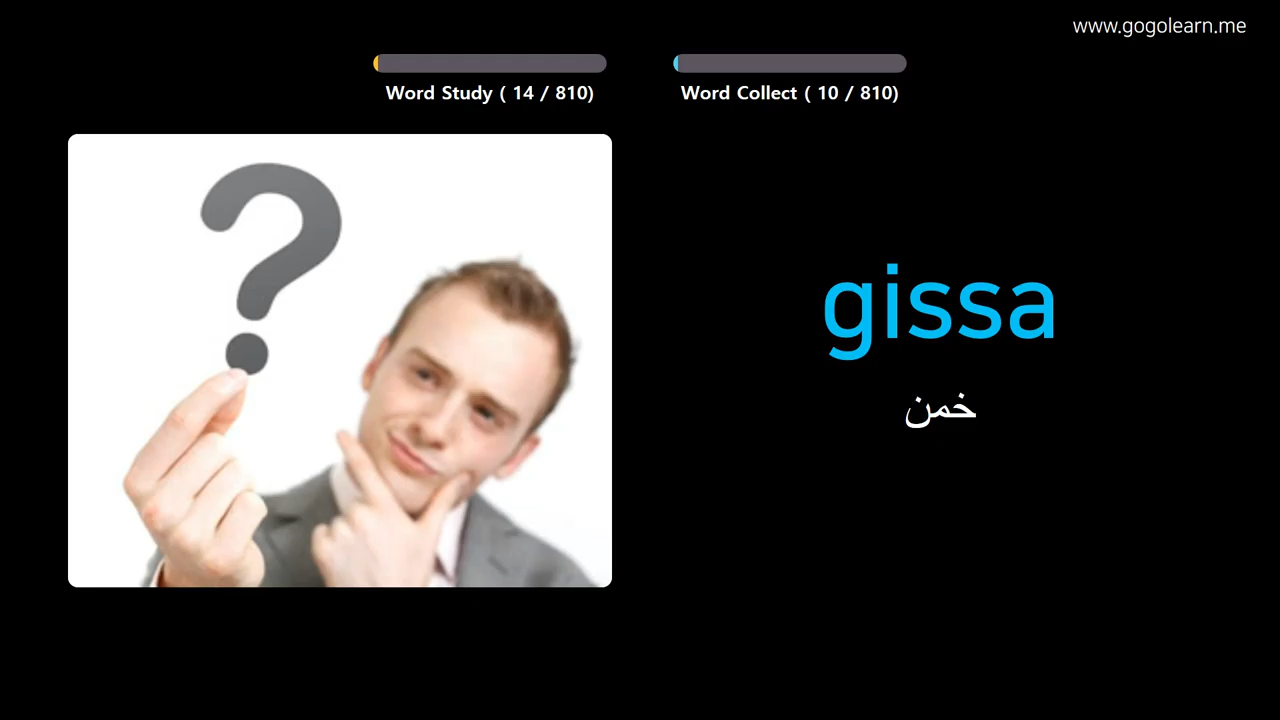 www.gogolearn.me
Word Study ( 14 / 810)
Word Collect ( 10 / 810)
?
gissa
خمن